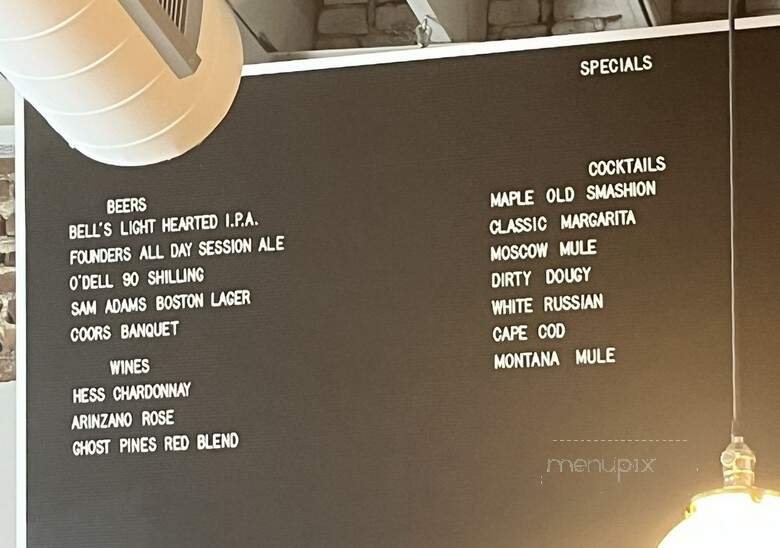 SPECIALS
BEERS
BELL'S LIGHT HEARTED I.P.A.
FOUNDERS ALL DAY SESSION ALE
O'DELL 90 SHILLING
SAM ADAMS BOSTON LAGER
COORS BANQUET
WINES
HESS CHARDONNAY
ARINZANO ROSE
GHOST PINES RED BLEND
COCKTAILS
MAPLE OLD SMASHION
CLASSIC MARGARITA
MOSCOW MULE
DIRTY DOUGY
WHITE RUSSIAN
CAPE COD
MONTANA MULE
menupix